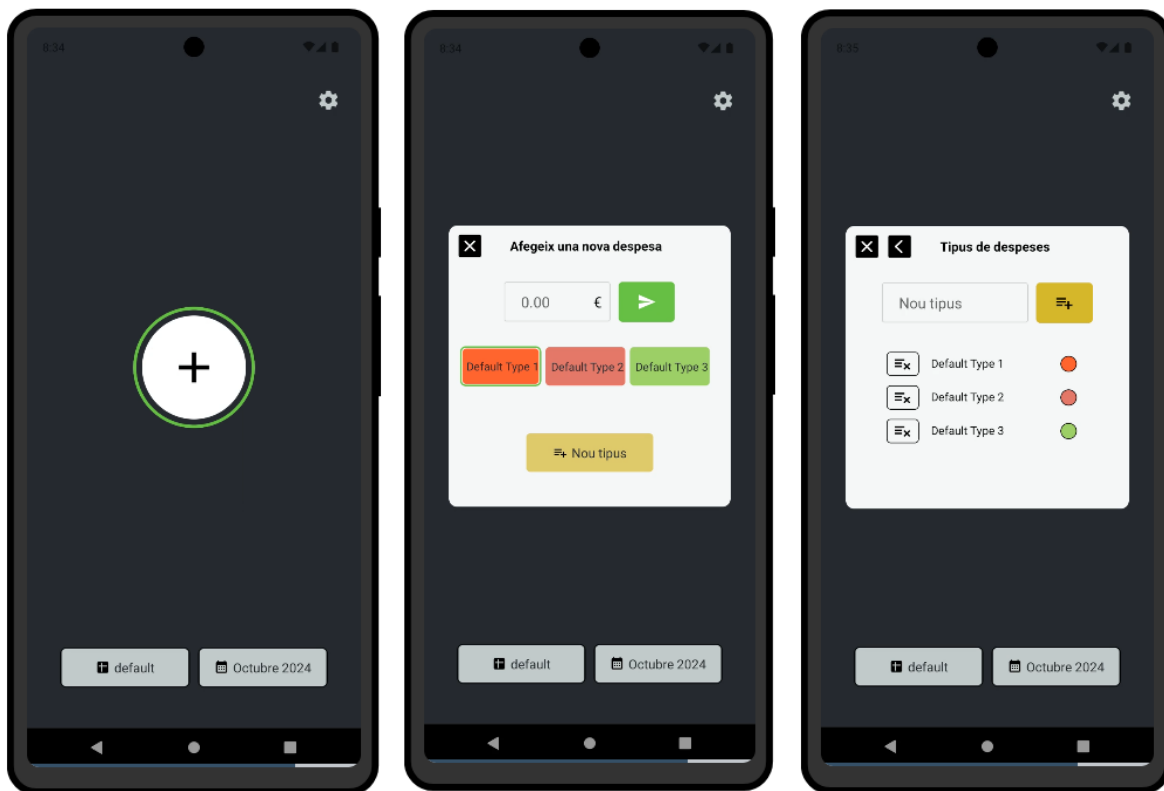 8:34
default
Octubre 2024
8:34
Afegeix una nova despesa
0.00 €
Default Type 1 Default Type 2 Default Type 3
Nou tipus
default
Octubre 2024
8:35
Tipus de despeses
Nou tipus
Default Type 1
Default Type 2
Default Type 3
default
Octubre 2024